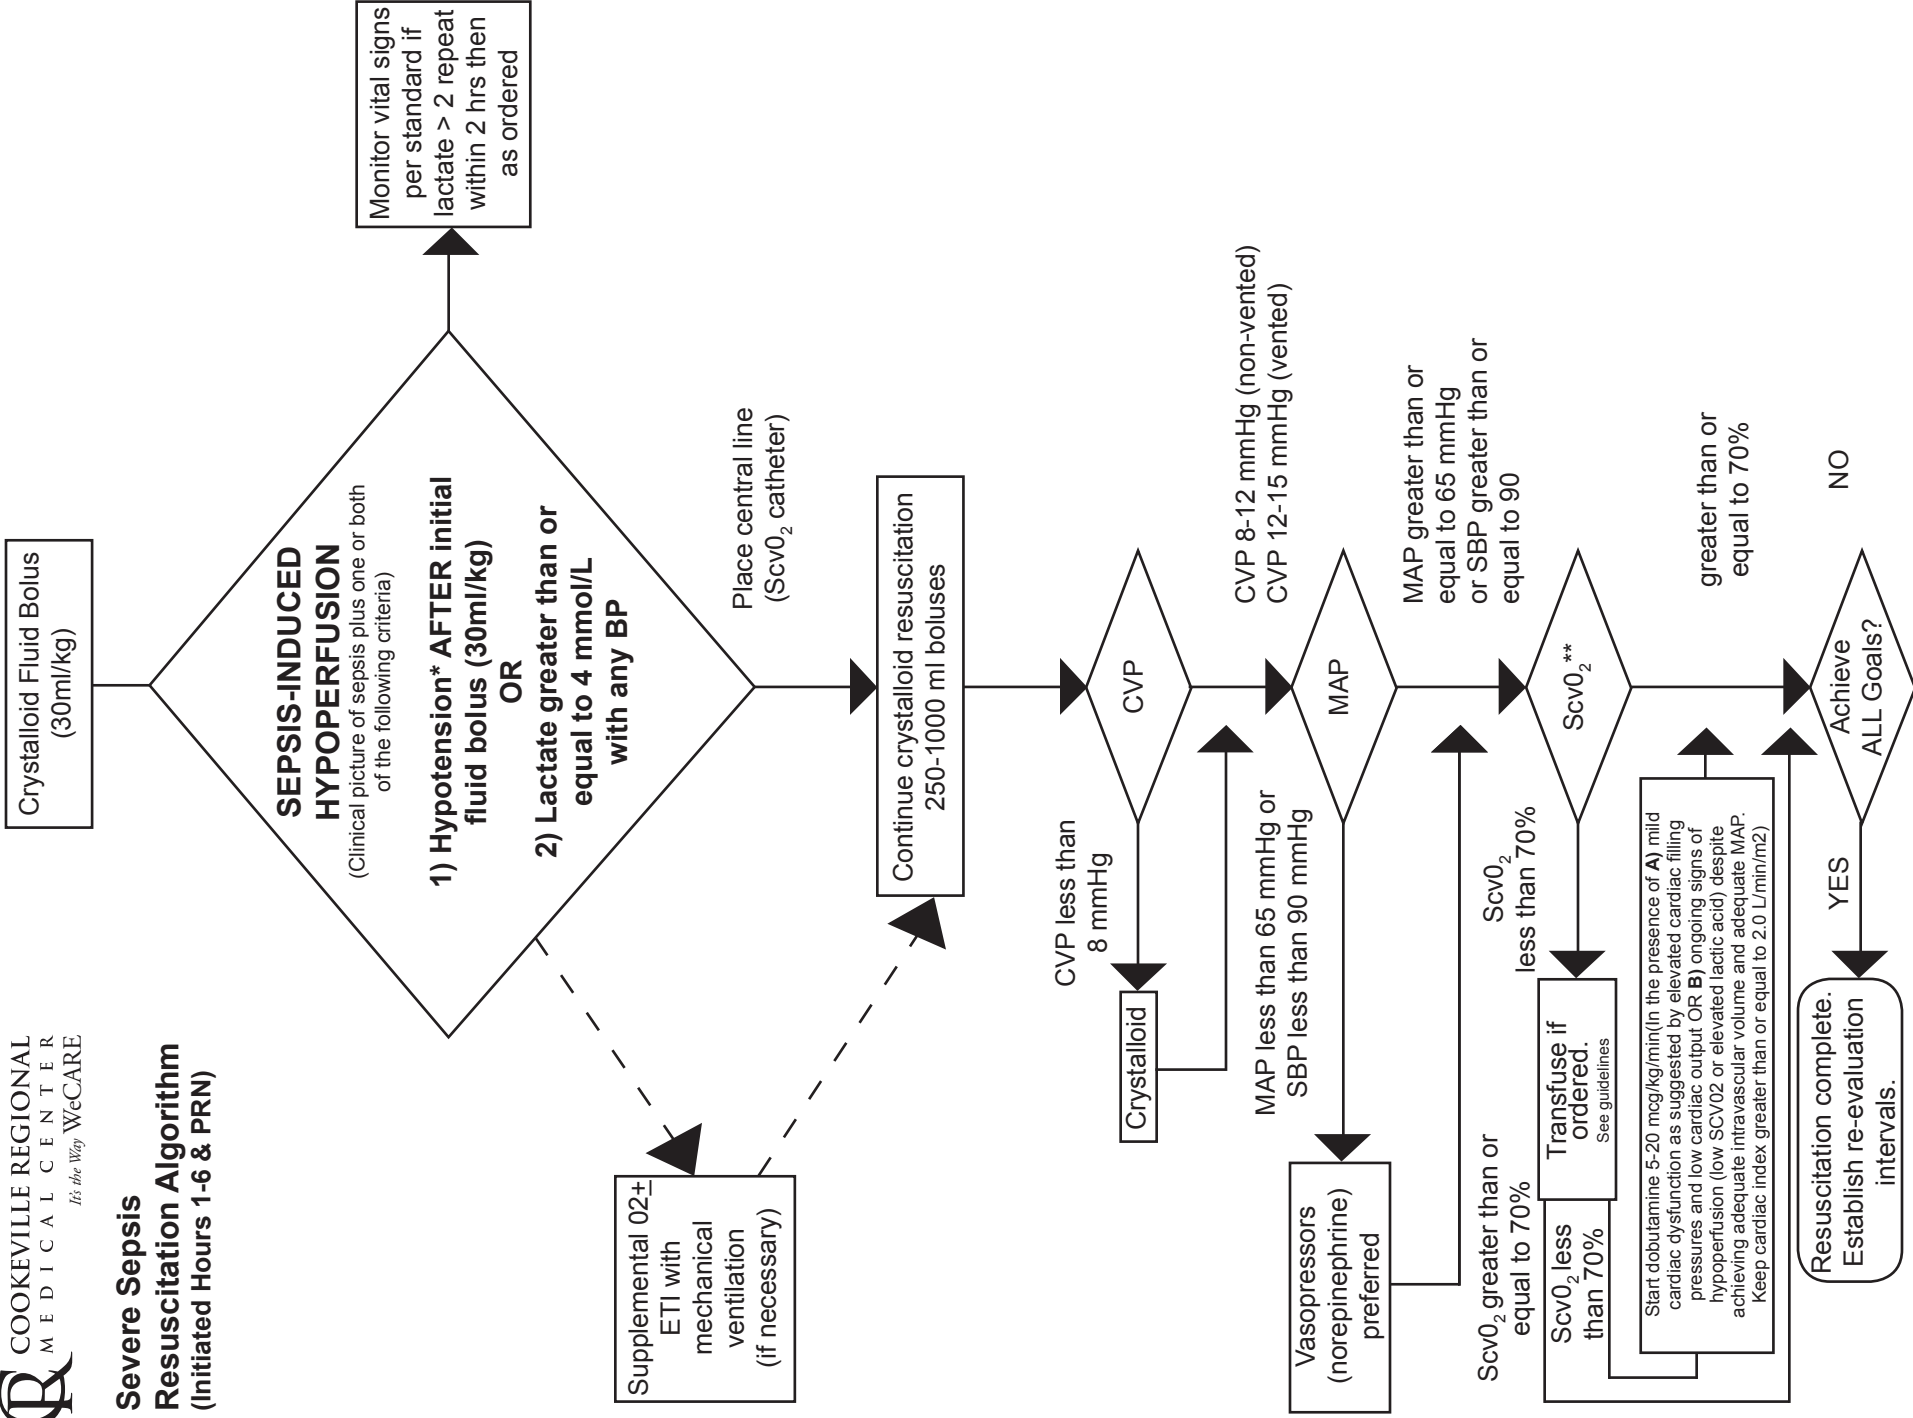 COOKEVILLE REGIONAL
MEDICAL CENTER
It's the Way WeCARE
Severe Sepsis
Resuscitation Algorithm
(Initiated Hours 1-6 & PRN)
Crystalloid Fluid Bolus
(30ml/kg)
SEPSIS-INDUCED
HYPOPERFUSION
(Clinical picture of sepsis plus one or both
of the following criteria)
1) Hypotension* AFTER initial
fluid bolus (30ml/kg)
OR
2) Lactate greater than or
equal to 4 mmol/L
with any BP
Monitor vital signs
per standard if
lactate > 2 repeat
within 2 hrs then
as ordered
Supplemental 02±
ETI with
mechanical
ventilation
(if necessary)
Place central line
(Scv0₂ catheter)
Continue crystalloid resuscitation
250-1000 ml boluses
CVP less than
8 mmHg
CVP
Crystalloid
CVP 8-12 mmHg (non-vented)
CVP 12-15 mmHg (vented)
MAP less than 65 mmHg or
SBP less than 90 mmHg
MAP
Vasopressors
(norepinephrine)
preferred
MAP greater than or
equal to 65 mmHg
or SBP greater than or
equal to 90
Scv0₂
less than 70%
Scv0₂**
Scv0₂ greater than or
equal to 70%
Transfuse if
ordered.
See guidelines
Scv0₂ less
than 70%
greater than or
equal to 70%
Start dobutamine 5-20 mcg/kg/min(In the presence of A) mild
cardiac dysfunction as suggested by elevated cardiac filling
pressures and low cardiac output OR B) ongoing signs of
hypoperfusion (low SCV02 or elevated lactic acid) despite
achieving adequate intravascular volume and adequate MAP.
Keep cardiac index greater than or equal to 2.0 L/min/m2)
YES
Achieve
ALL Goals?
NO
Resuscitation complete.
Establish re-evaluation
intervals.